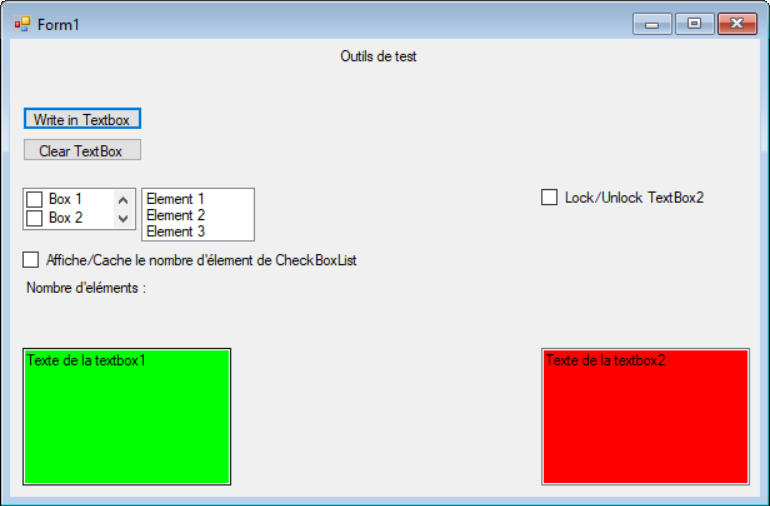 Form1
Outils de test
Write in Textbox
Clear TextBox
Box 1
Box 2
Element 1
Element 2
Element 3
Lock/Unlock TextBox2
Affiche/Cache le nombre d'élement de CheckBoxList
Nombre d'eléments :
Texte de la textbox1
Texte de la textbox2